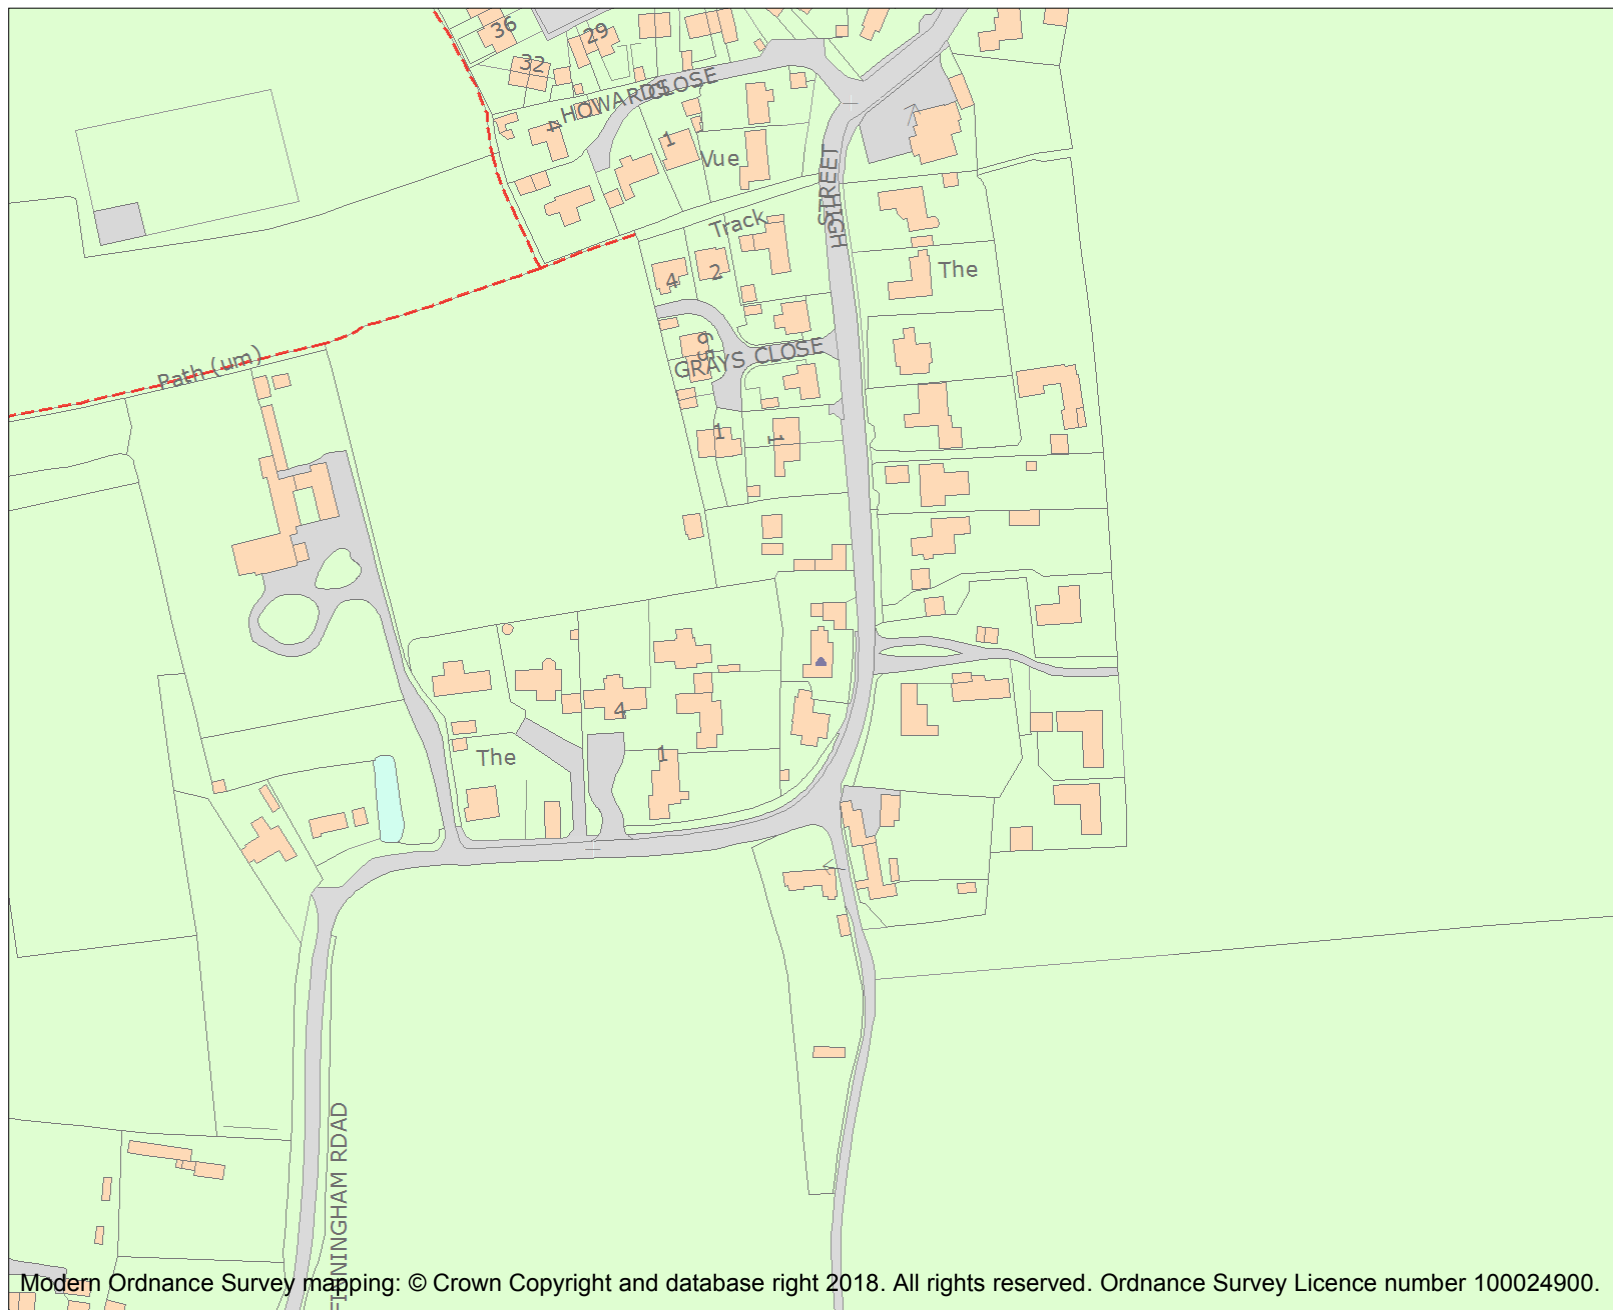 36
29
32
HOWARDS CLOSE
4
1
Vue
HIGH STREET
Track
The
2
4
65
GRAYS CLOSE
Path (um)
1
1
4
The
1
FINNINGHAM RDAD
Modern Ordnance Survey mapping: © Crown Copyright and database right 2018. All rights reserved. Ordnance Survey Licence number 100024900.